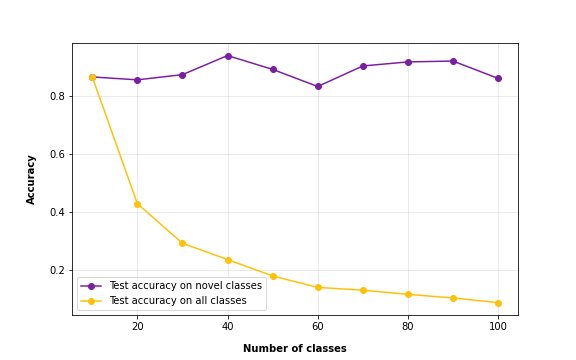 0.8
0.6
0.4
0.2
Accuracy
Test accuracy on novel classes
Test accuracy on all classes
20 40 60 80 100
Number of classes